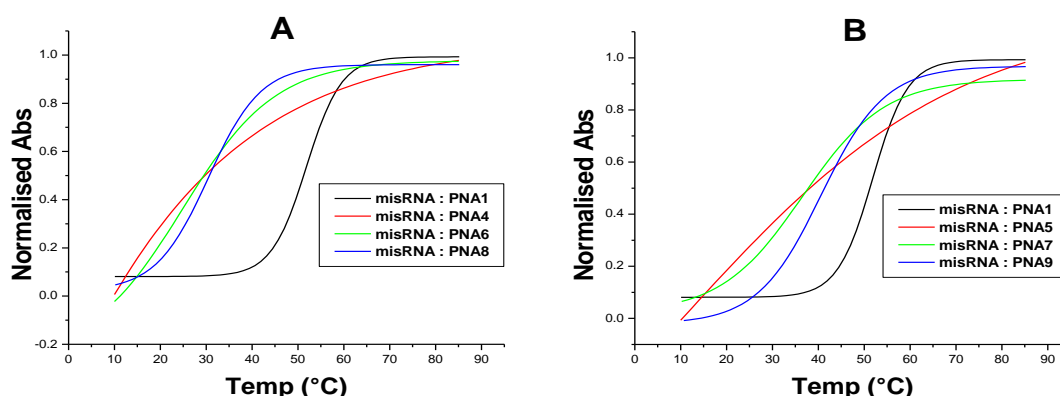 A
Normalised Abs
1.0
0.8
0.6
0.4
0.2
0.0
-0.2
misRNA : PNA1
misRNA : PNA4
misRNA : PNA6
misRNA : PNA8
0 10 20 30 40 50 60 70 80 90
Temp (°C)
B
Normalised Abs
1.0
0.8
0.6
0.4
0.2
0.0
misRNA : PNA1
misRNA : PNA5
misRNA : PNA7
misRNA : PNA9
0 10 20 30 40 50 60 70 80 90
Temp (°C)